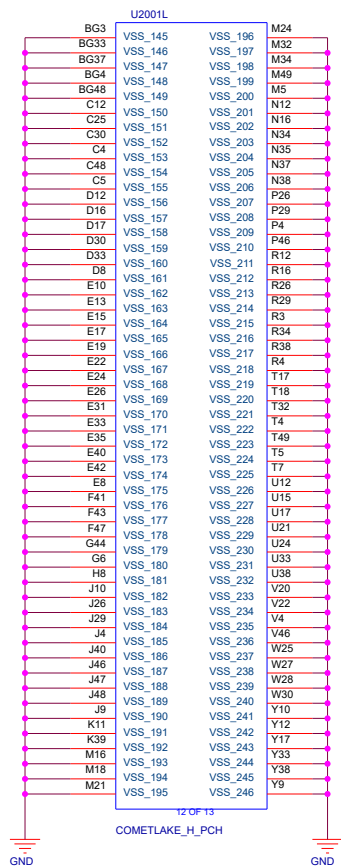 U2001L
BG3 VSS_145 VSS_196 M24
BG33 VSS_146 VSS_197 M32
BG37 VSS_147 VSS_198 M34
BG4 VSS_148 VSS_199 M49
BG48 VSS_149 VSS_200 M5
C12 VSS_150 VSS_201 N12
C25 VSS_151 VSS_202 N16
C30 VSS_152 VSS_203 N34
C4 VSS_153 VSS_204 N35
C48 VSS_154 VSS_205 N37
C5 VSS_155 VSS_206 N38
D12 VSS_156 VSS_207 P26
D16 VSS_157 VSS_208 P29
D17 VSS_158 VSS_209 P4
D30 VSS_159 VSS_210 P46
D33 VSS_160 VSS_211 R12
D8 VSS_161 VSS_212 R16
E10 VSS_162 VSS_213 R26
E13 VSS_163 VSS_214 R29
E15 VSS_164 VSS_215 R3
E17 VSS_165 VSS_216 R34
E19 VSS_166 VSS_217 R38
E22 VSS_167 VSS_218 R4
E24 VSS_168 VSS_219 T17
E26 VSS_169 VSS_220 T18
E31 VSS_170 VSS_221 T32
E33 VSS_171 VSS_222 T4
E35 VSS_172 VSS_223 T49
E40 VSS_173 VSS_224 T5
E42 VSS_174 VSS_225 T7
E8 VSS_175 VSS_226 U12
F41 VSS_176 VSS_227 U15
F43 VSS_177 VSS_228 U17
F47 VSS_178 VSS_229 U21
G44 VSS_179 VSS_230 U24
G6 VSS_180 VSS_231 U33
H8 VSS_181 VSS_232 U38
J10 VSS_182 VSS_233 V20
J26 VSS_183 VSS_234 V22
J29 VSS_184 VSS_235 V4
J4 VSS_185 VSS_236 V46
J40 VSS_186 VSS_237 W25
J46 VSS_187 VSS_238 W27
J47 VSS_188 VSS_239 W28
J48 VSS_189 VSS_240 W30
J9 VSS_190 VSS_241 Y10
K11 VSS_191 VSS_242 Y12
K39 VSS_192 VSS_243 Y17
M16 VSS_193 VSS_244 Y33
M18 VSS_194 VSS_245 Y38
M21 VSS_195 VSS_246 Y9
12 OF 13
COMETLAKE_H_PCH
GND GND